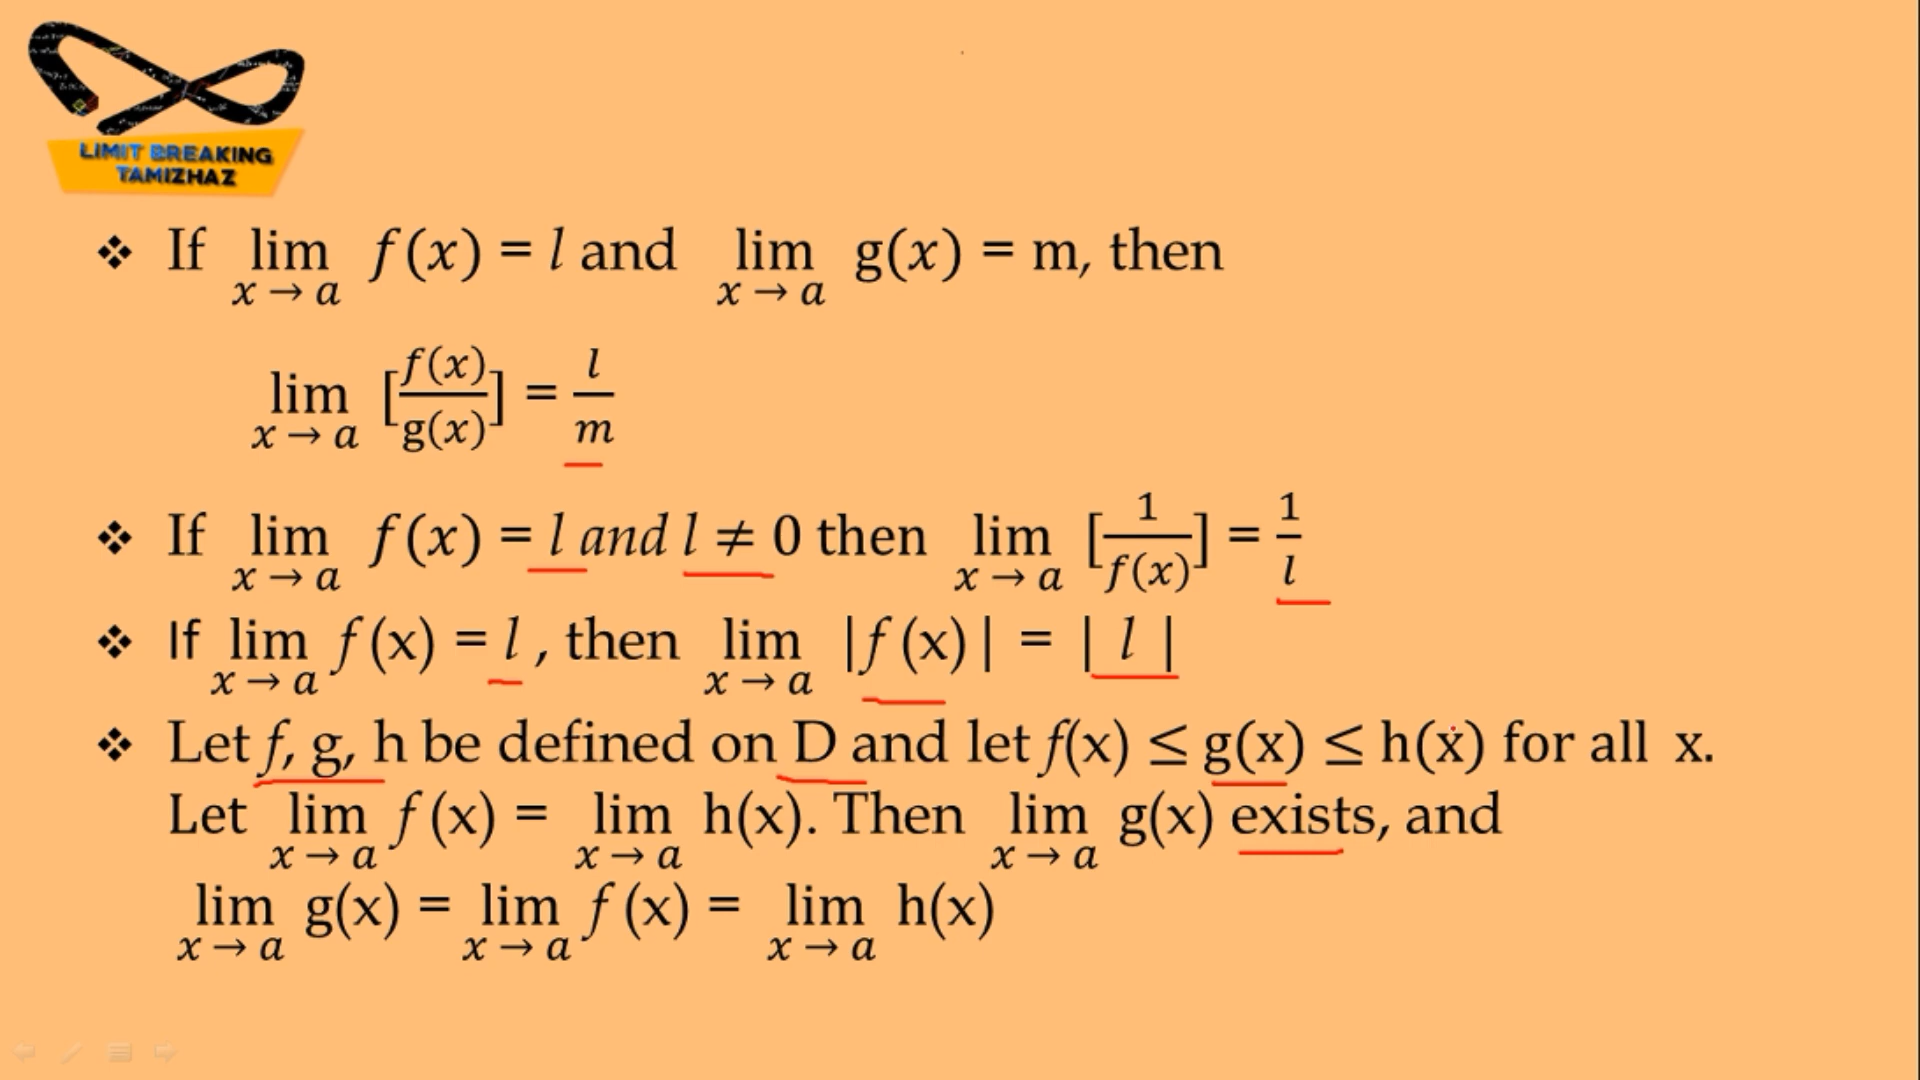 LIMIT BREAKING
TAMIZHAZ
❖ If lim x → a f(x) = l and lim x → a g(x) = m, then
lim x → a [f(x)/g(x)] = l/m
❖ If lim x → a f(x) = l and l ≠ 0 then lim x → a [1/f(x)] = 1/l
❖ If lim x → a f(x) = l , then lim x → a |f(x)| = | l |
❖ Let f, g, h be defined on D and let f(x) ≤ g(x) ≤ h(x) for all x.
Let lim x → a f(x) = lim x → a h(x). Then lim x → a g(x) exists, and
lim x → a g(x) = lim x → a f(x) = lim x → a h(x)